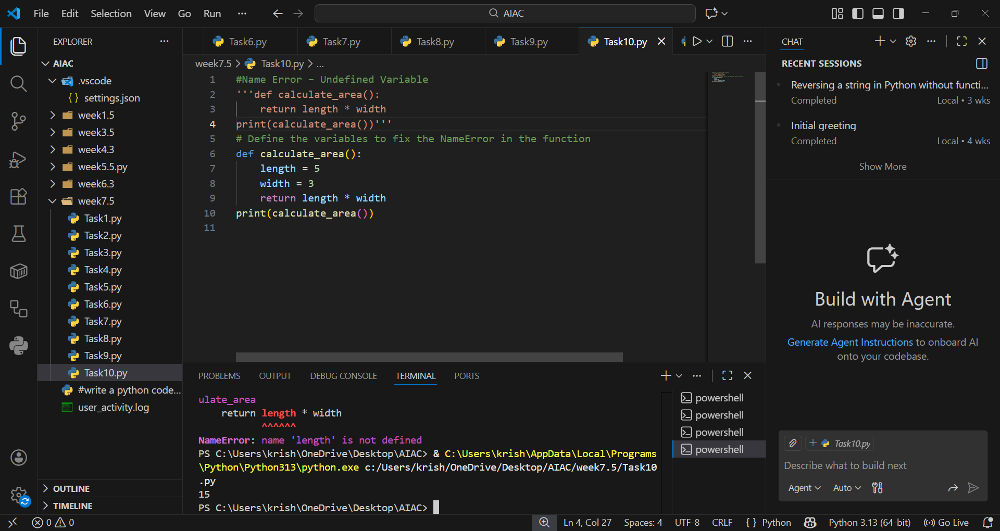 File Edit Selection View Go Run ··· AIAC
EXPLORER
AIAC
.vscode
{ } settings.json
week1.5
week3.5
week4.3
week5.5.py
week6.3
week7.5
Task1.py
Task2.py
Task3.py
Task4.py
Task5.py
Task6.py
Task7.py
Task8.py
Task9.py
Task10.py
#write a python code...
user_activity.log
OUTLINE
TIMELINE
Task6.py Task7.py Task8.py Task9.py Task10.py
week7.5 > Task10.py > ...
1 #Name Error – Undefined Variable
2 '''def calculate_area():
3     return length * width
4 print(calculate_area())'''
5 # Define the variables to fix the NameError in the function
6 def calculate_area():
7     length = 5
8     width = 3
9     return length * width
10 print(calculate_area())
11
PROBLEMS OUTPUT DEBUG CONSOLE TERMINAL PORTS
ulate_area
    return length * width
           ^^^^^^
NameError: name 'length' is not defined
PS C:\Users\krish\OneDrive\Desktop\AIAC> & C:\Users\krish\AppData\Local\Programs
\Python\Python313\python.exe c:/Users/krish/OneDrive/Desktop/AIAC/week7.5/Task10
.py
15
PS C:\Users\krish\OneDrive\Desktop\AIAC>
powershell
powershell
powershell
powershell
CHAT
RECENT SESSIONS
Reversing a string in Python without functi...
Completed Local • 3 wks
Initial greeting
Completed Local • 4 wks
Show More
Build with Agent
AI responses may be inaccurate.
Generate Agent Instructions to onboard AI
onto your codebase.
+ Task10.py
Describe what to build next
Agent Auto
0 0 Ln 4, Col 27 Spaces: 4 UTF-8 CRLF { } Python Python 3.13 (64-bit) Go Live